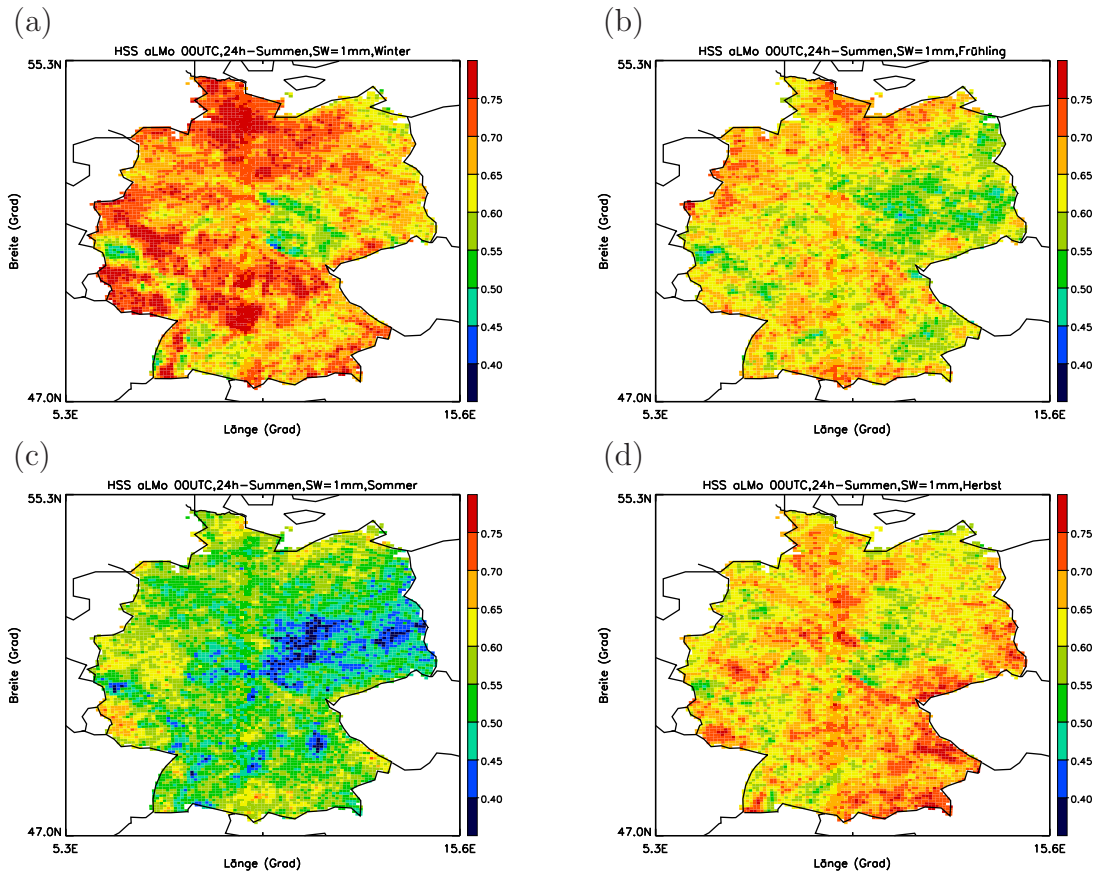 (a)
HSS aLMo 00UTC,24h-Summen,SW=1mm,Winter
55.3N
Breite (Grad)
47.0N
5.3E
Länge (Grad)
15.6E
0.75
0.70
0.65
0.60
0.55
0.50
0.45
0.40
(b)
HSS aLMo 00UTC,24h-Summen,SW=1mm,Frühling
55.3N
Breite (Grad)
47.0N
5.3E
Länge (Grad)
15.6E
0.75
0.70
0.65
0.60
0.55
0.50
0.45
0.40
(c)
HSS aLMo 00UTC,24h-Summen,SW=1mm,Sommer
55.3N
Breite (Grad)
47.0N
5.3E
Länge (Grad)
15.6E
0.75
0.70
0.65
0.60
0.55
0.50
0.45
0.40
(d)
HSS aLMo 00UTC,24h-Summen,SW=1mm,Herbst
55.3N
Breite (Grad)
47.0N
5.3E
Länge (Grad)
15.6E
0.75
0.70
0.65
0.60
0.55
0.50
0.45
0.40